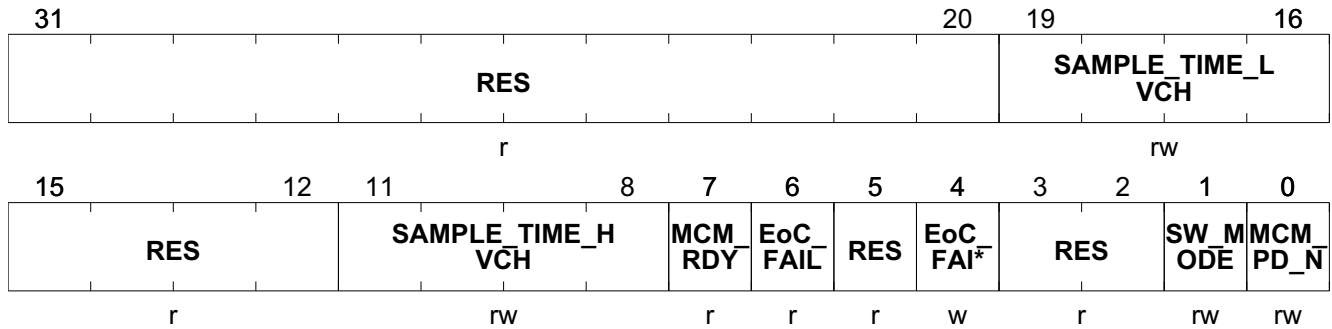 31 20 19 16
RES SAMPLE_TIME_L
VCH
r rw
15 12 11 8 7 6 5 4 3 2 1 0
RES SAMPLE_TIME_H
VCH MCM_
RDY EoC_
FAIL RES EoC_
FAI* RES SW_M
ODE MCM_
PD_N
r rw r r r w r rw rw